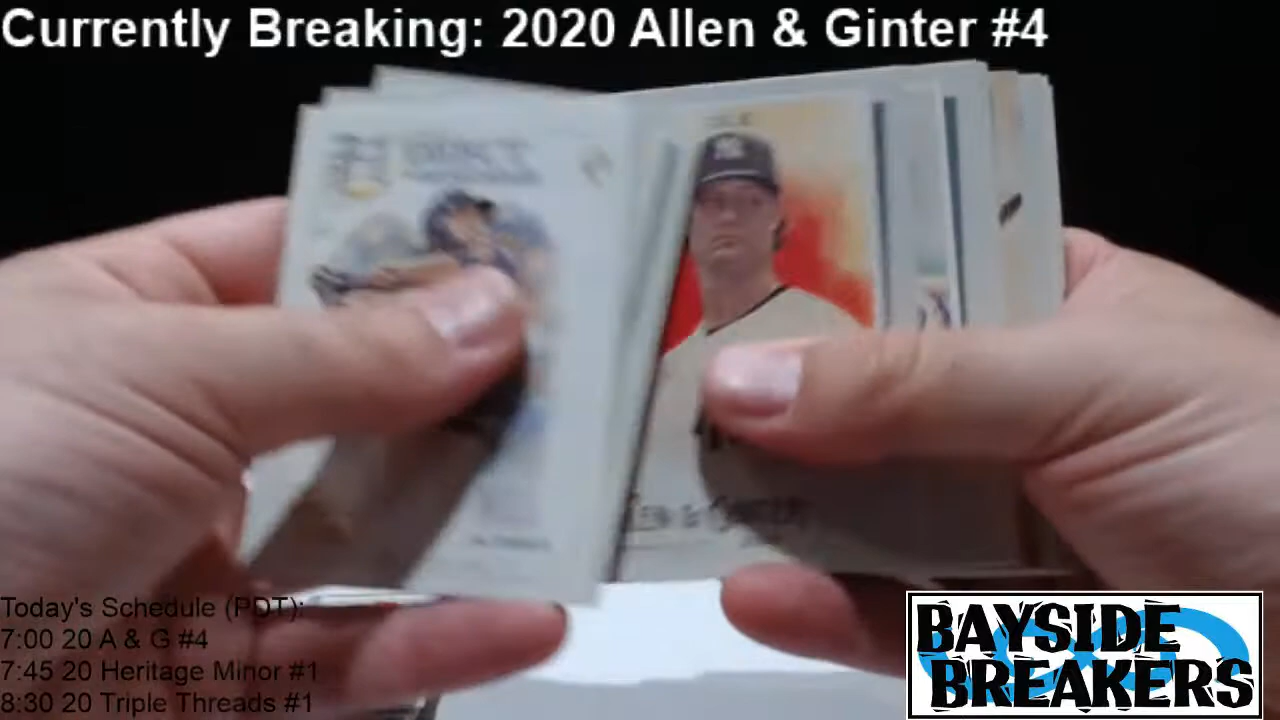 Currently Breaking: 2020 Allen & Ginter #4
Today's Schedule (PDT):
7:00 20 A & G #4
7:45 20 Heritage Minor #1
8:30 20 Triple Threads #1
BAYSIDE
BREAKERS